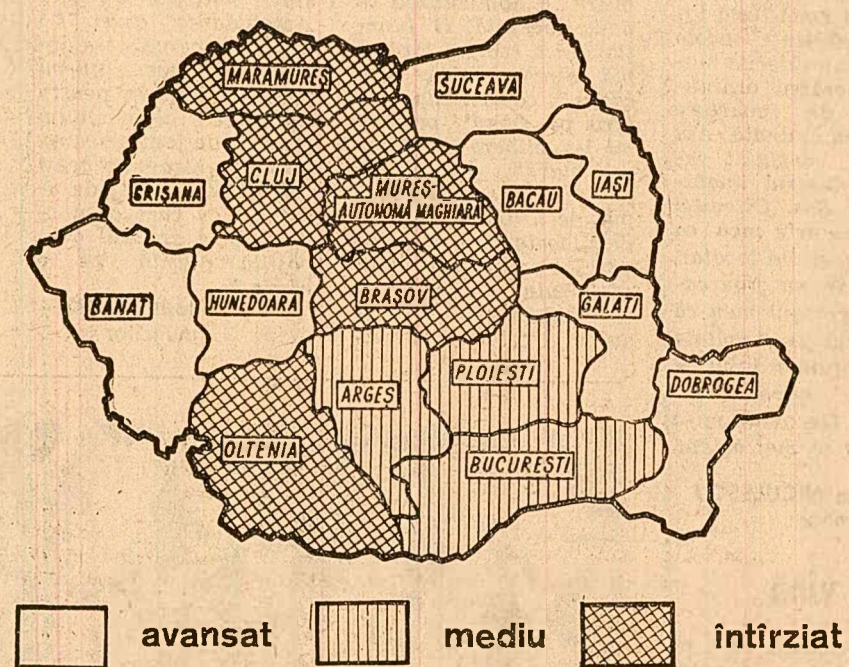 MARAMUREȘ
SUCEAVA
CRIȘANA
CLUJ
MUREȘ-
AUTONOMĂ MAGHIARĂ
BACĂU
IAȘI
BANAT
HUNEDOARA
BRAȘOV
GALAȚI
ARGEȘ
PLOIEȘTI
DOBROGEA
OLTENIA
BUCUREȘTI
avansat
mediu
întîrziat